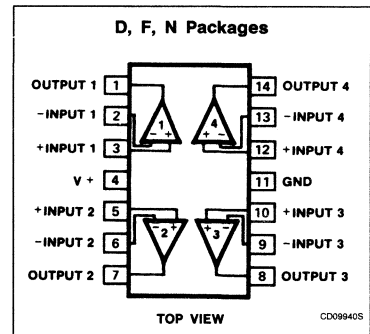 D, F, N Packages
OUTPUT 1 1 14 OUTPUT 4
−INPUT 1 2 13 −INPUT 4
1 4
− + + −
+INPUT 1 3 12 +INPUT 4
V + 4 11 GND
+INPUT 2 5 10 +INPUT 3
− + + −
2 3
−INPUT 2 6 9 −INPUT 3
OUTPUT 2 7 8 OUTPUT 3
TOP VIEW
CD09940S